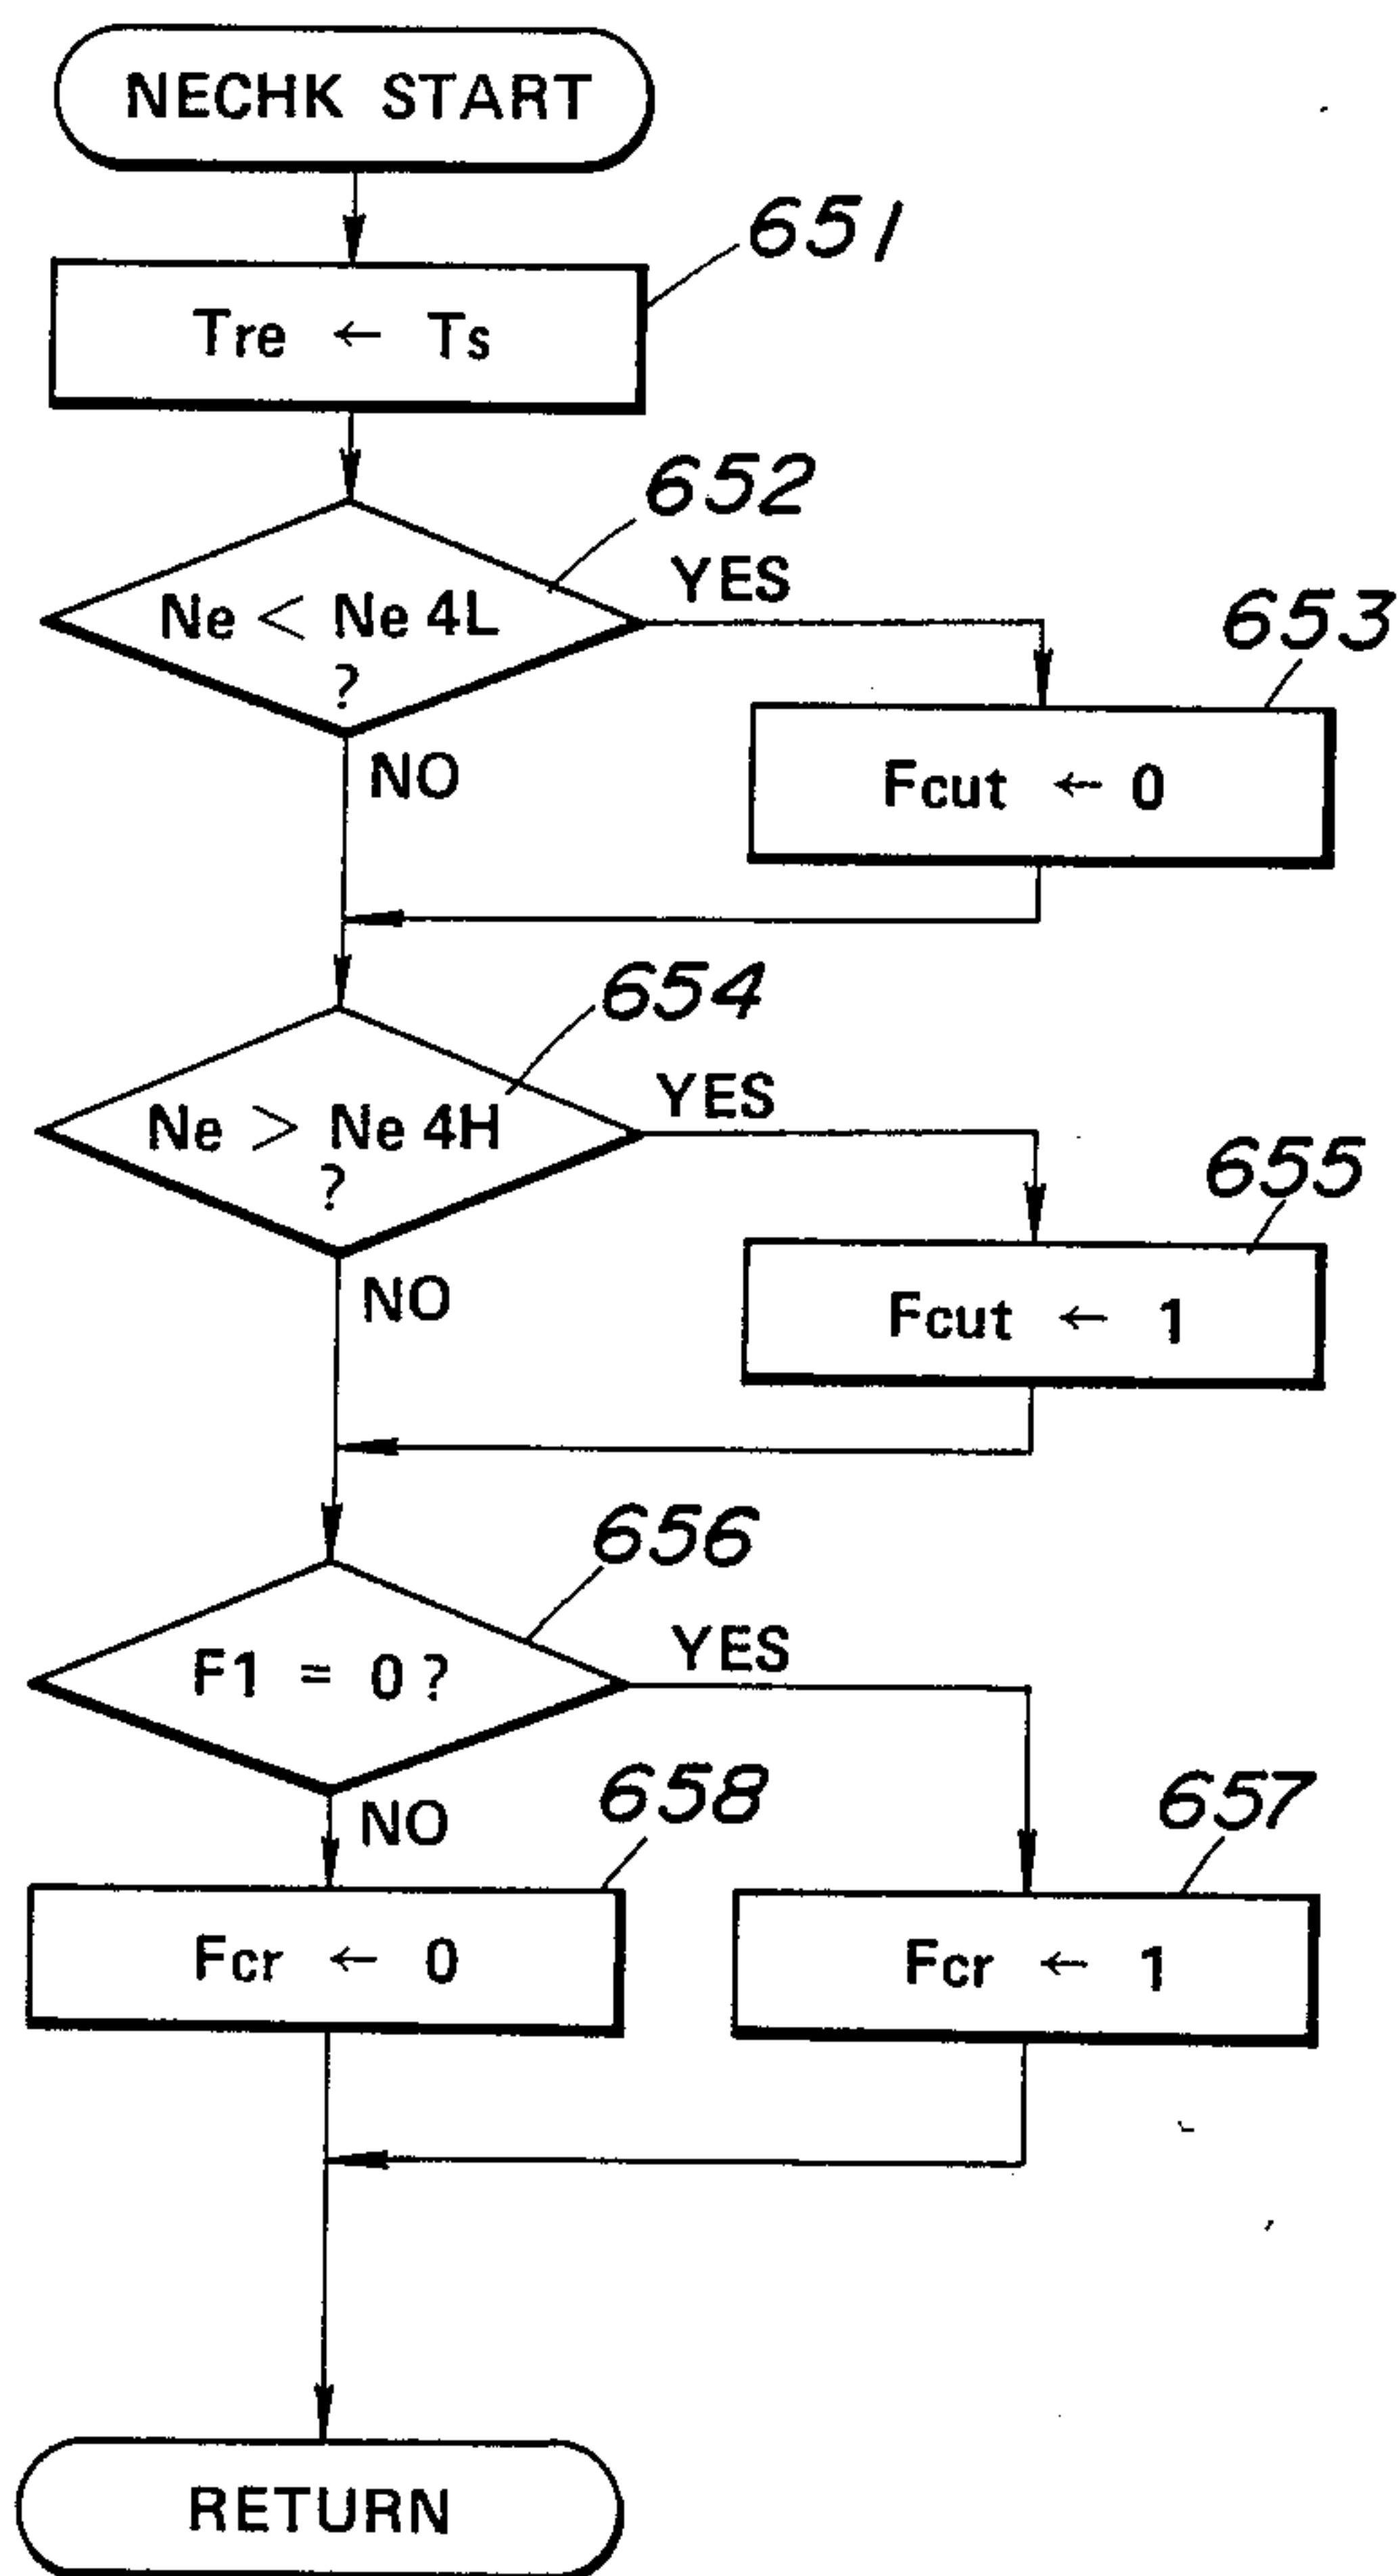 NECHK START
651
Tre ← Ts
652
Ne < Ne 4L
?
YES
653
NO
Fcut ← 0
654
Ne > Ne 4H
?
YES
655
NO
Fcut ← 1
656
F1 = 0?
YES
NO
658
657
Fcr ← 0
Fcr ← 1
RETURN